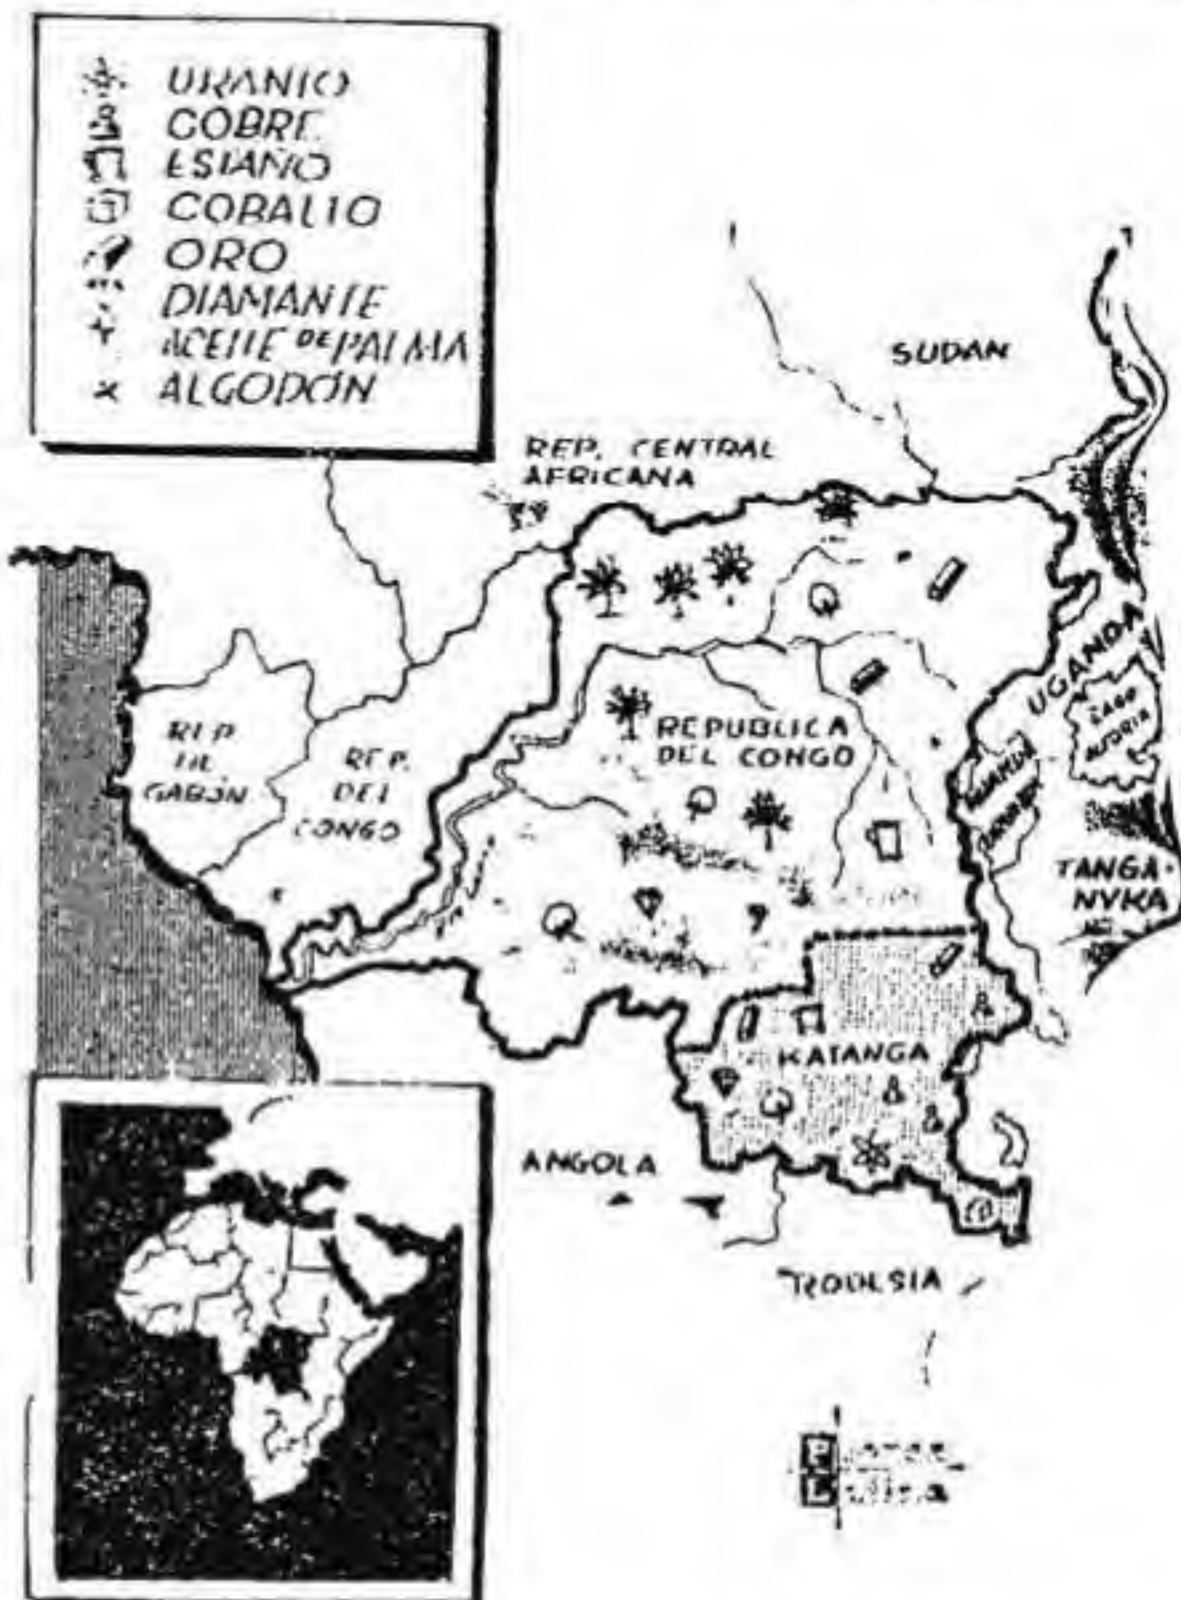 URANIO
COBRE
ESTAÑO
COBALTO
ORO
DIAMANTE
ACEITE DE PALMA
ALGODÓN
SUDAN
REP. CENTRAL
AFRICANA
UGANDA
LAGO
REP
DE
GABÓN
REP.
DEL
CONGO
REPUBLICA
DEL CONGO
TANGA-
NYKA
KATANGA
ANGOLA
RODESIA
P
L